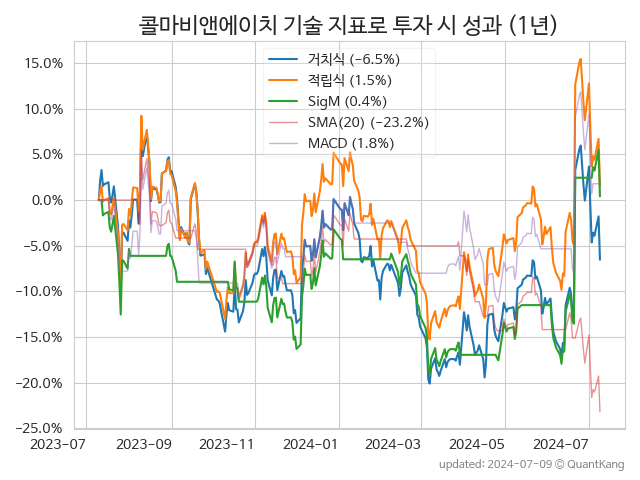 콜마비앤에이치 기술 지표로 투자 시 성과 (1년)
거치식 (−6.5%)
적립식 (1.5%)
SigM (0.4%)
SMA(20) (−23.2%)
MACD (1.8%)
15.0%
10.0%
5.0%
0.0%
−5.0%
−10.0%
−15.0%
−20.0%
−25.0%
2023-07 2023-09 2023-11 2024-01 2024-03 2024-05 2024-07
updated: 2024-07-09 © QuantKang